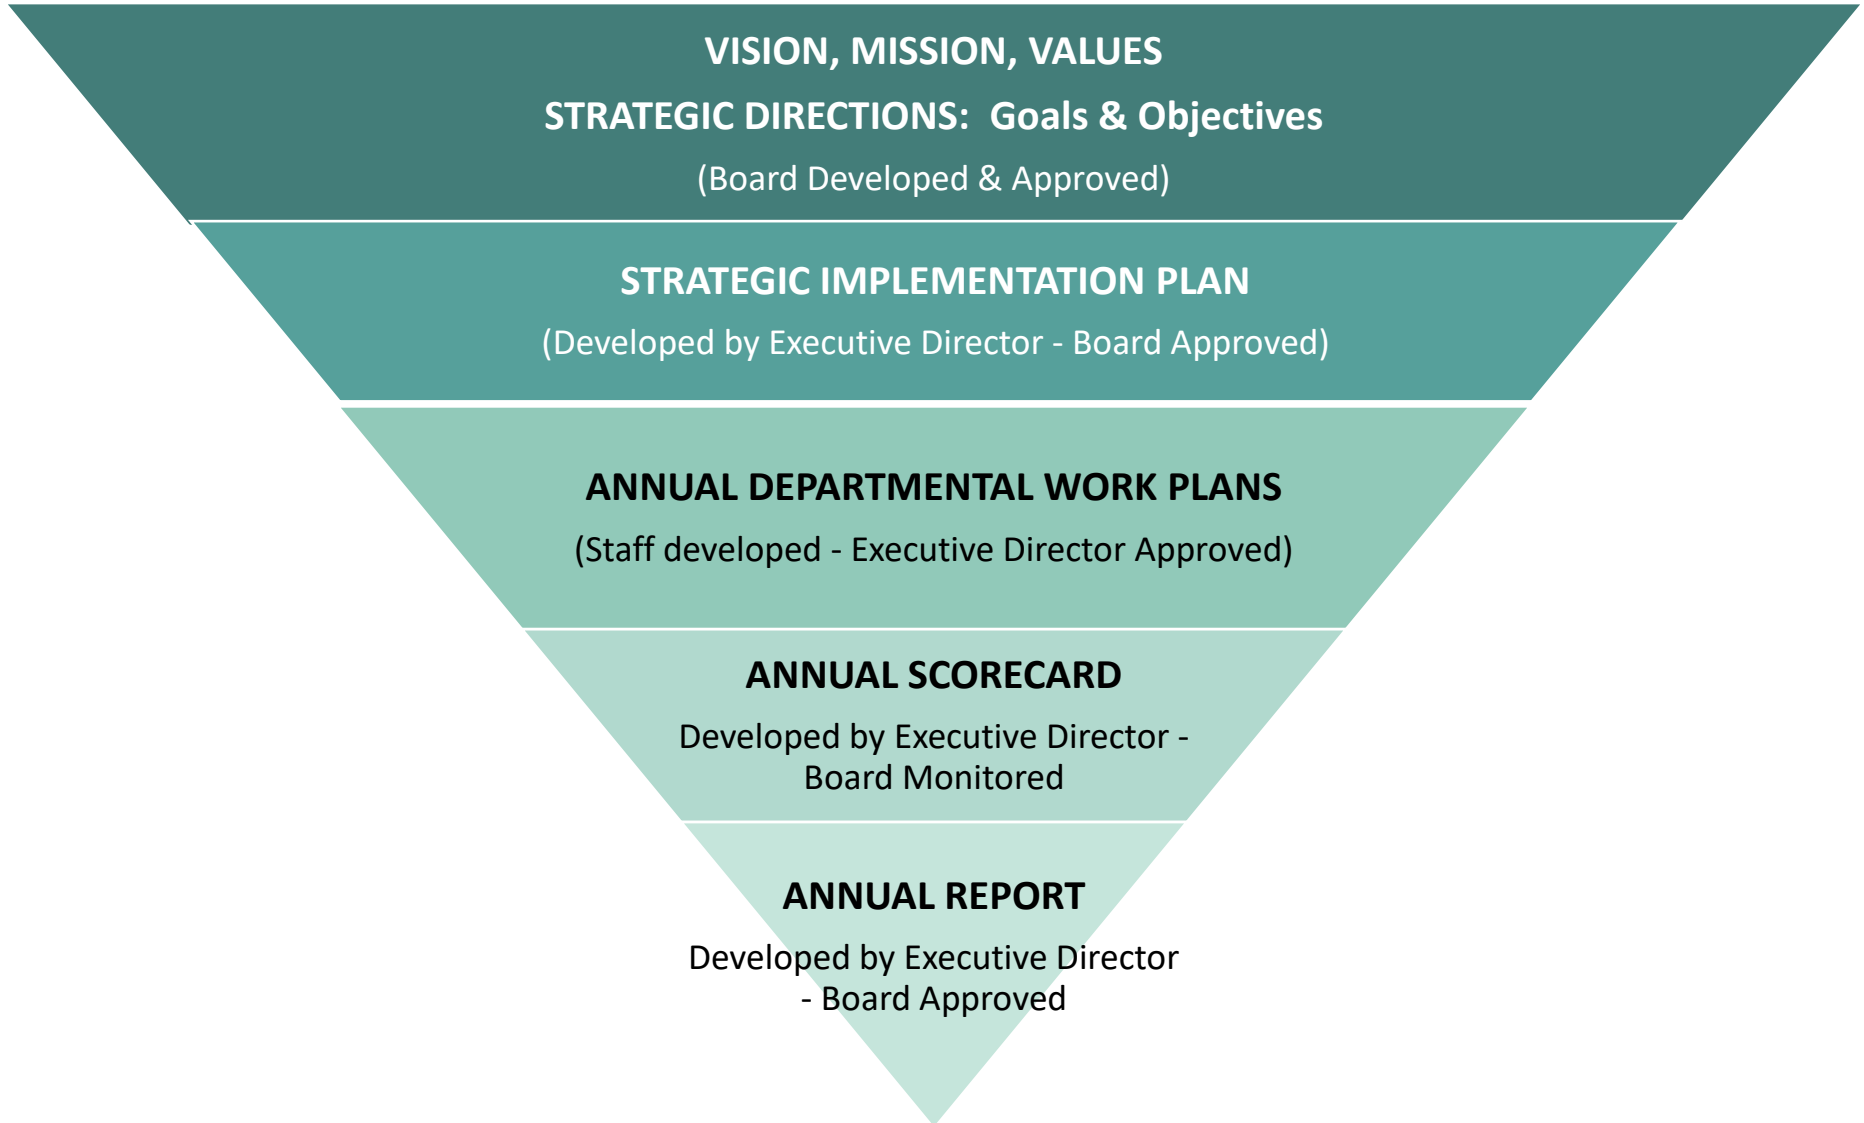 VISION, MISSION, VALUES
STRATEGIC DIRECTIONS:  Goals & Objectives
(Board Developed & Approved)
STRATEGIC IMPLEMENTATION PLAN
(Developed by Executive Director - Board Approved)
ANNUAL DEPARTMENTAL WORK PLANS
(Staff developed - Executive Director Approved)
ANNUAL SCORECARD
Developed by Executive Director -
Board Monitored
ANNUAL REPORT
Developed by Executive Director
- Board Approved